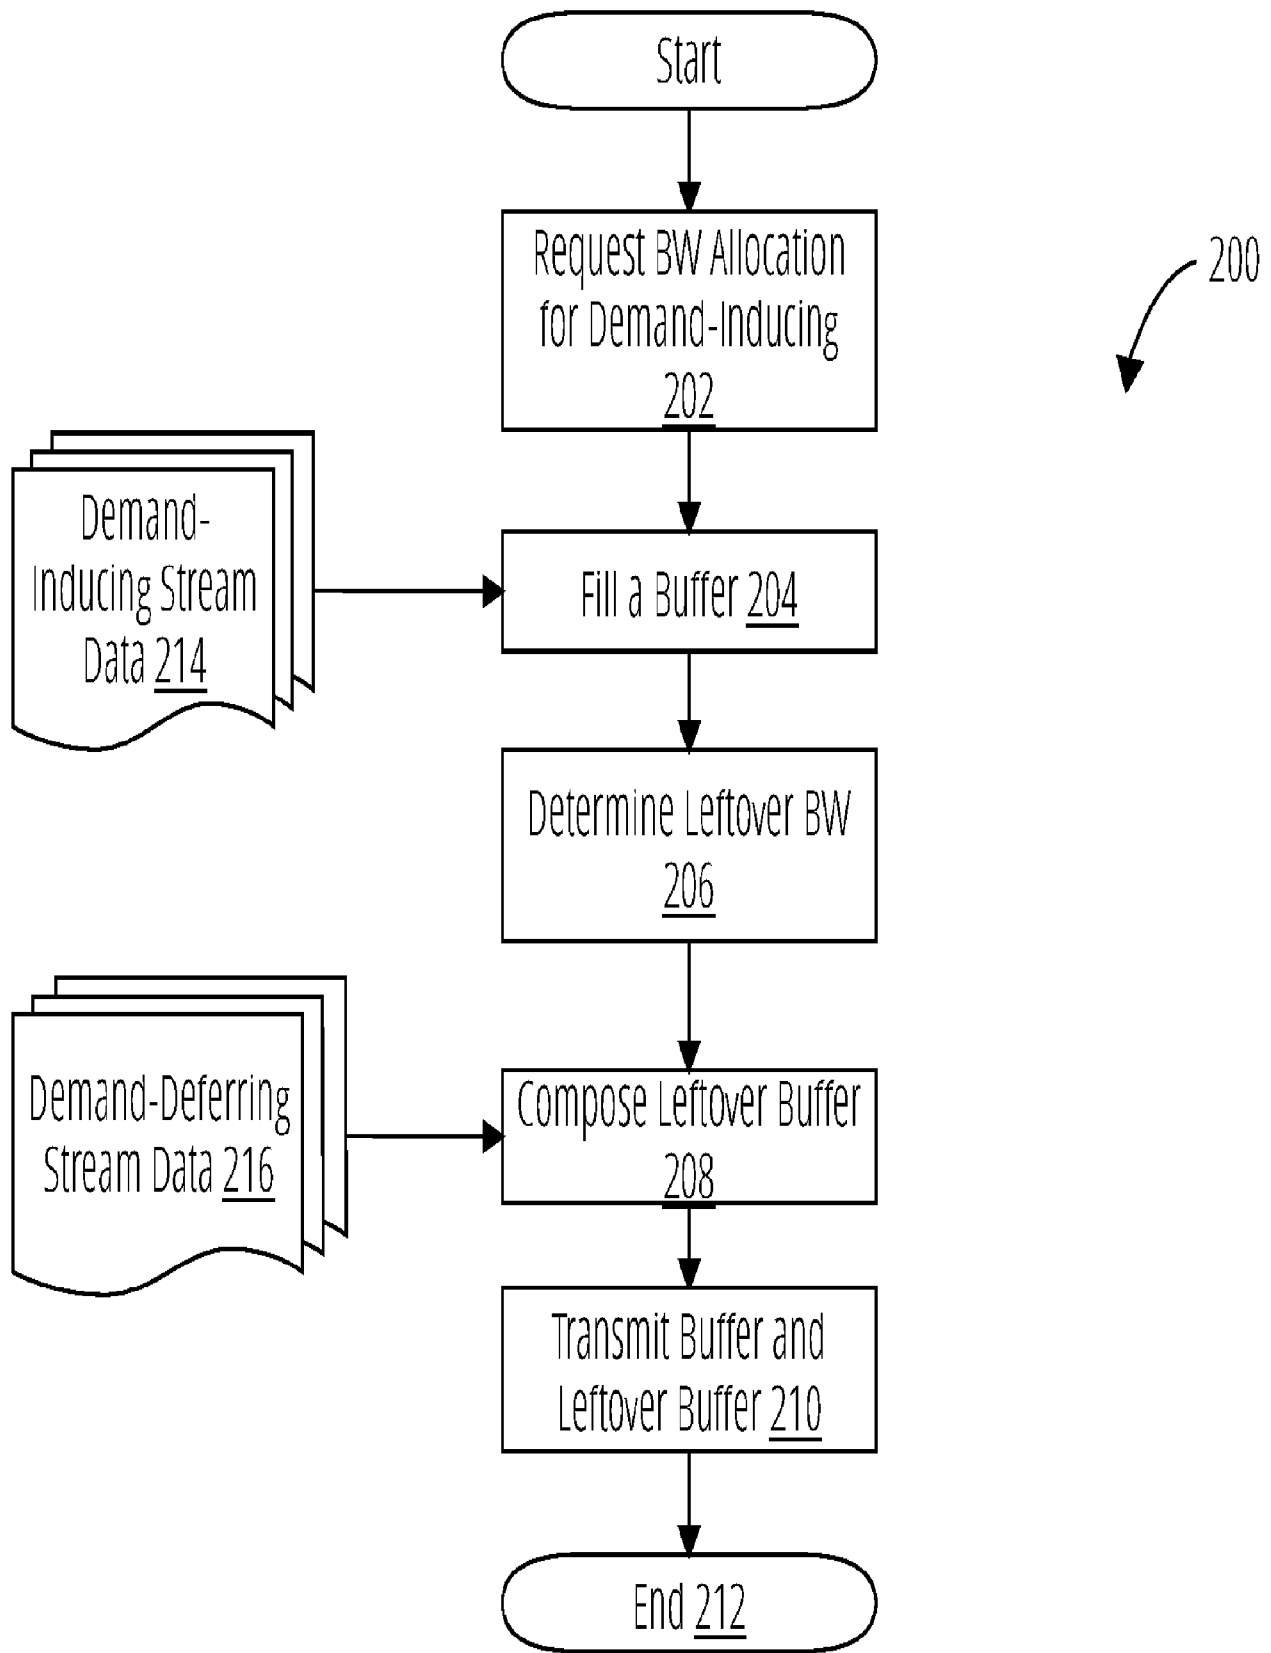 Start
Request BW Allocation
for Demand-Inducing
202
200
Demand-
Inducing Stream
Data 214
Fill a Buffer 204
Determine Leftover BW
206
Demand-Deferring
Stream Data 216
Compose Leftover Buffer
208
Transmit Buffer and
Leftover Buffer 210
End 212